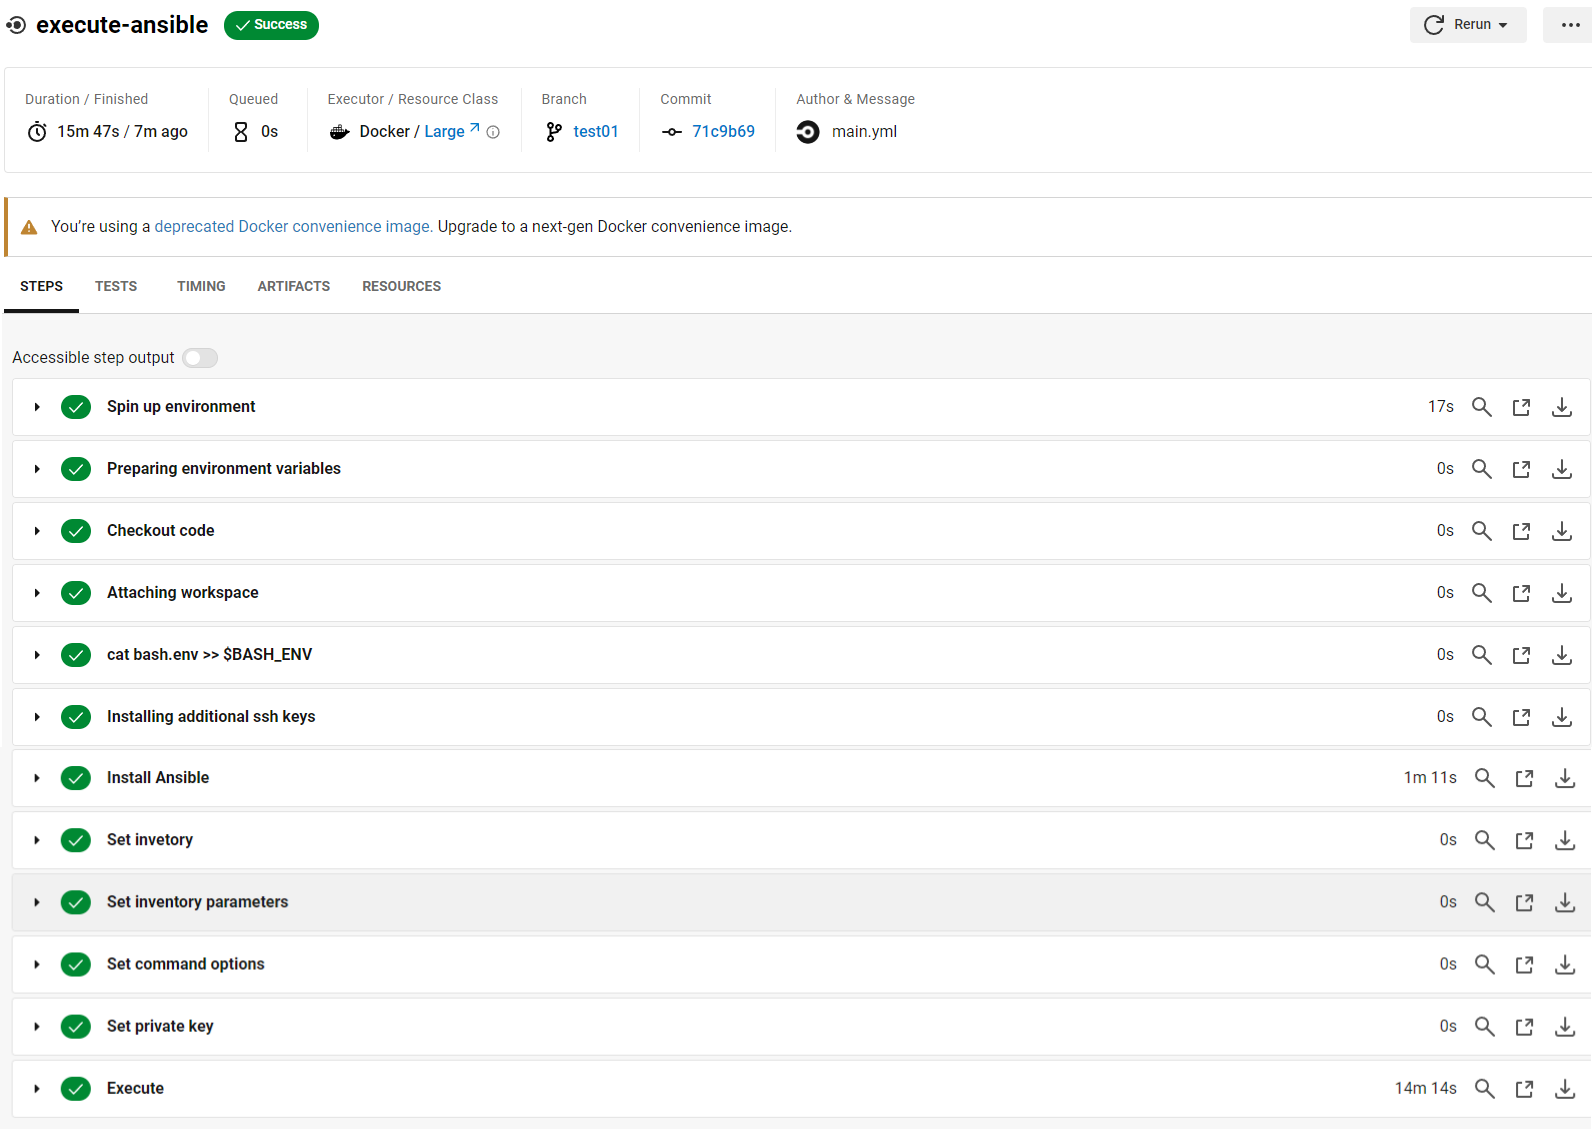 execute-ansible Success Rerun
Duration / Finished Queued Executor / Resource Class Branch Commit Author & Message
15m 47s / 7m ago 0s Docker / Large test01 71c9b69 main.yml
You’re using a deprecated Docker convenience image. Upgrade to a next-gen Docker convenience image.
STEPS TESTS TIMING ARTIFACTS RESOURCES
Accessible step output
Spin up environment 17s
Preparing environment variables 0s
Checkout code 0s
Attaching workspace 0s
cat bash.env >> $BASH_ENV 0s
Installing additional ssh keys 0s
Install Ansible 1m 11s
Set invetory 0s
Set inventory parameters 0s
Set command options 0s
Set private key 0s
Execute 14m 14s